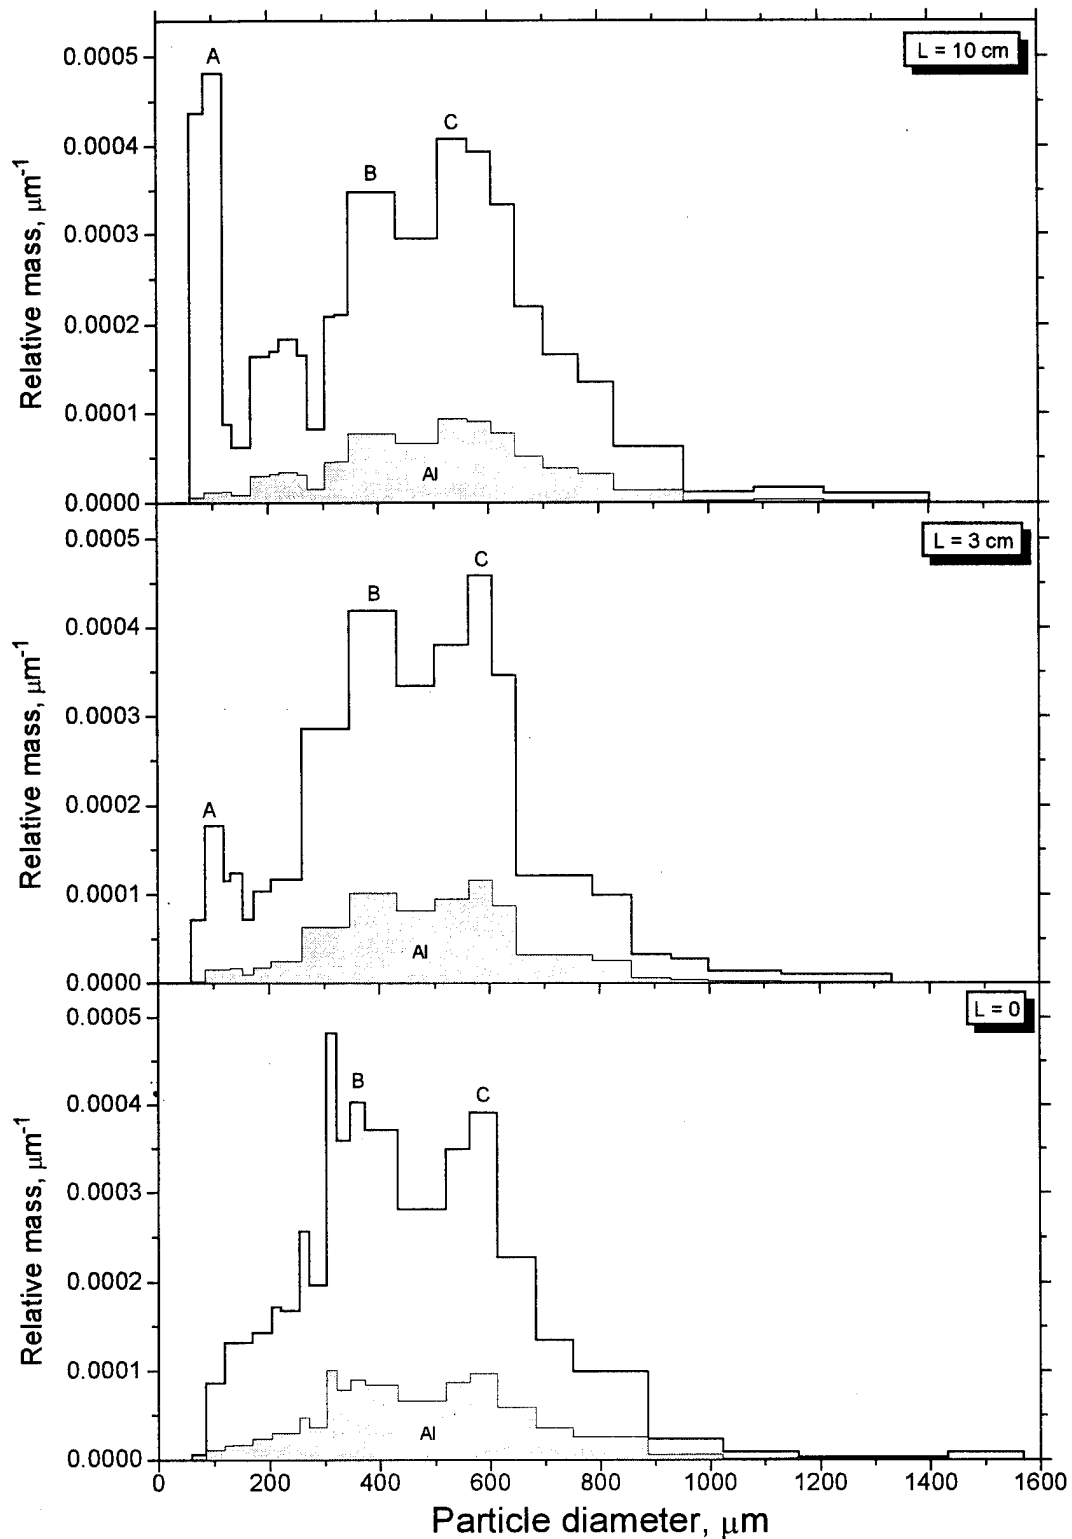 L = 10 cm
A
B
C
Al
0.0005
0.0004
0.0003
0.0002
0.0001
0.0000
Relative mass, μm⁻¹
L = 3 cm
A
B
C
Al
0.0005
0.0004
0.0003
0.0002
0.0001
0.0000
Relative mass, μm⁻¹
L = 0
B
C
Al
0.0005
0.0004
0.0003
0.0002
0.0001
0.0000
Relative mass, μm⁻¹
0 200 400 600 800 1000 1200 1400 1600
Particle diameter, μm